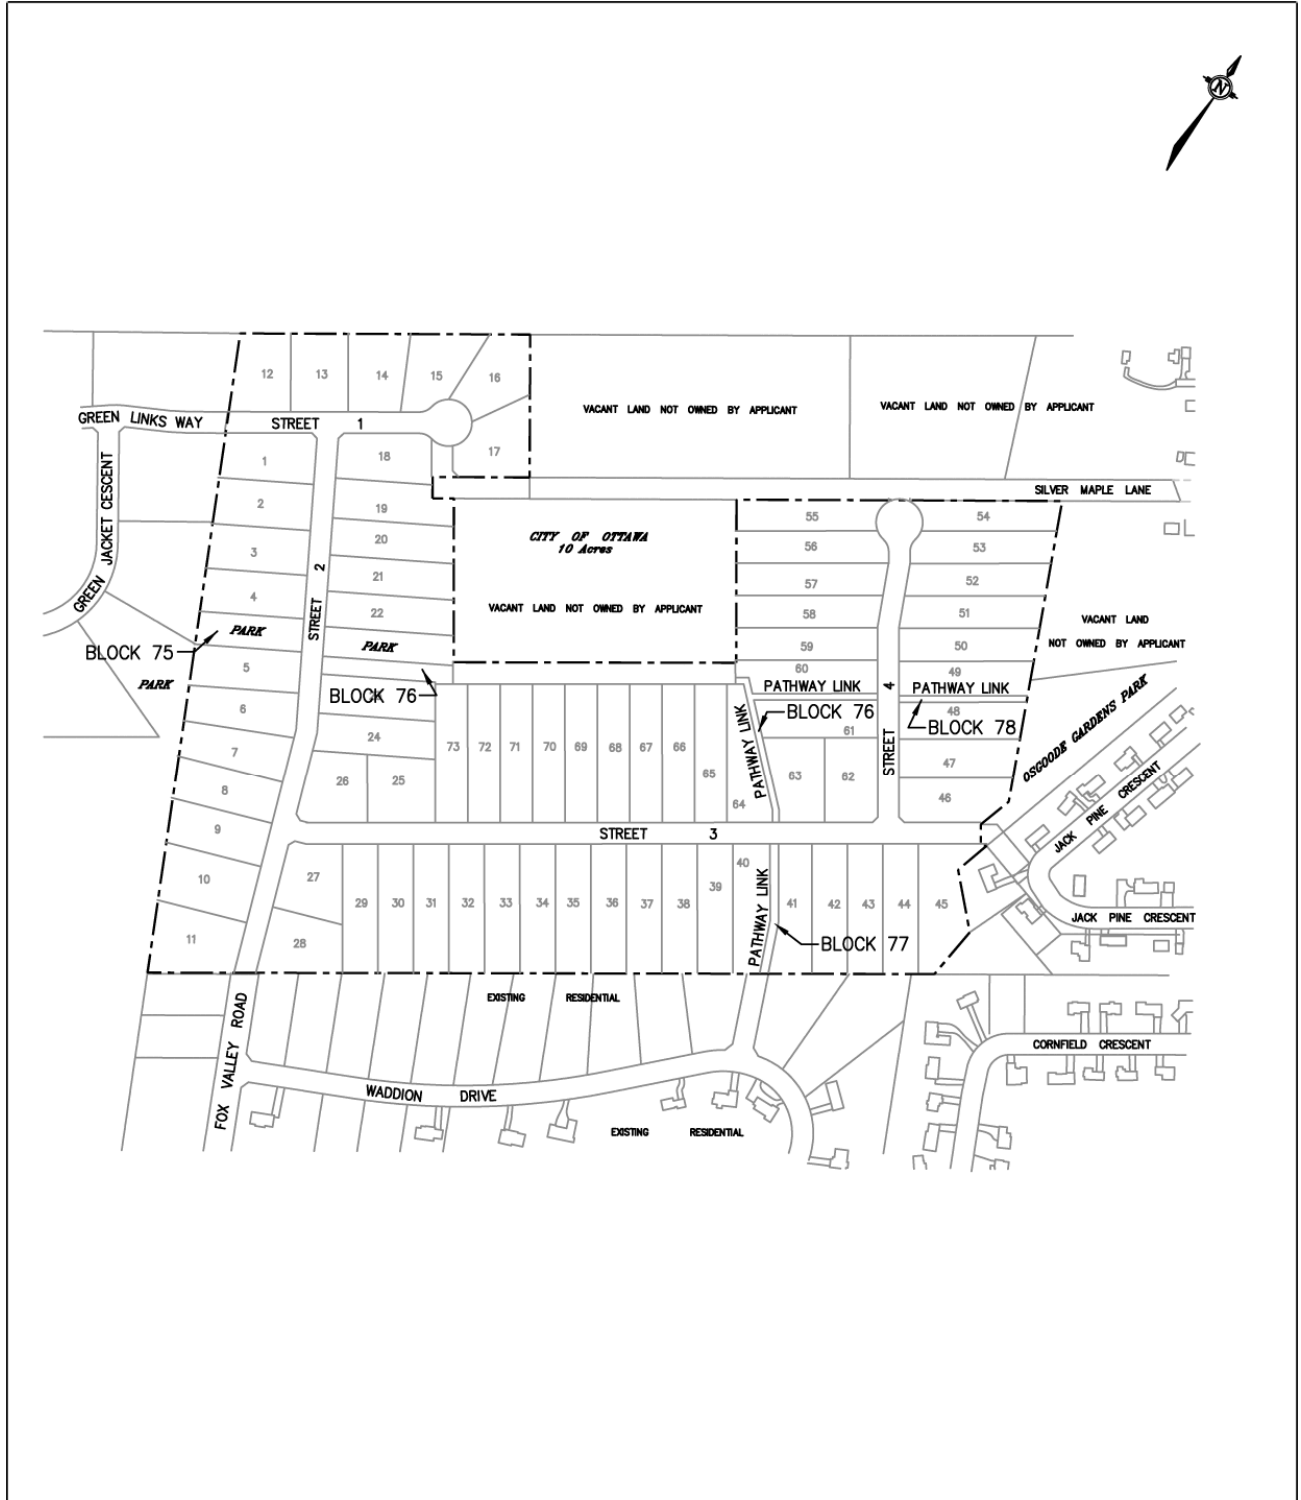 N
12
13
14
15
16
GREEN LINKS WAY
STREET 1
VACANT LAND NOT OWNED BY APPLICANT
VACANT LAND NOT OWNED BY APPLICANT
1
18
17
GREEN JACKET CESCENT
2
19
SILVER MAPLE LANE
55
54
3
20
CITY OF OTTAWA
10 Acres
56
53
STREET 2
21
57
52
4
22
VACANT LAND NOT OWNED BY APPLICANT
58
51
VACANT LAND
NOT OWNED BY APPLICANT
PARK
BLOCK 75
PARK
59
50
5
60
49
PARK
BLOCK 76
PATHWAY LINK
STREET 4
PATHWAY LINK
6
BLOCK 76
48
BLOCK 78
OSGOODE GARDENS PARK
24
73
72
71
70
69
68
67
66
65
64
PATHWAY LINK
61
7
26
25
63
62
47
8
46
9
STREET 3
JACK PINE CRESCENT
10
27
29
30
31
32
33
34
35
36
37
38
39
40
PATHWAY LINK
41
42
43
44
45
JACK PINE CRESCENT
11
28
BLOCK 77
EXISTING RESIDENTIAL
FOX VALLEY ROAD
CORNFIELD CRESCENT
WADDION DRIVE
EXISTING RESIDENTIAL